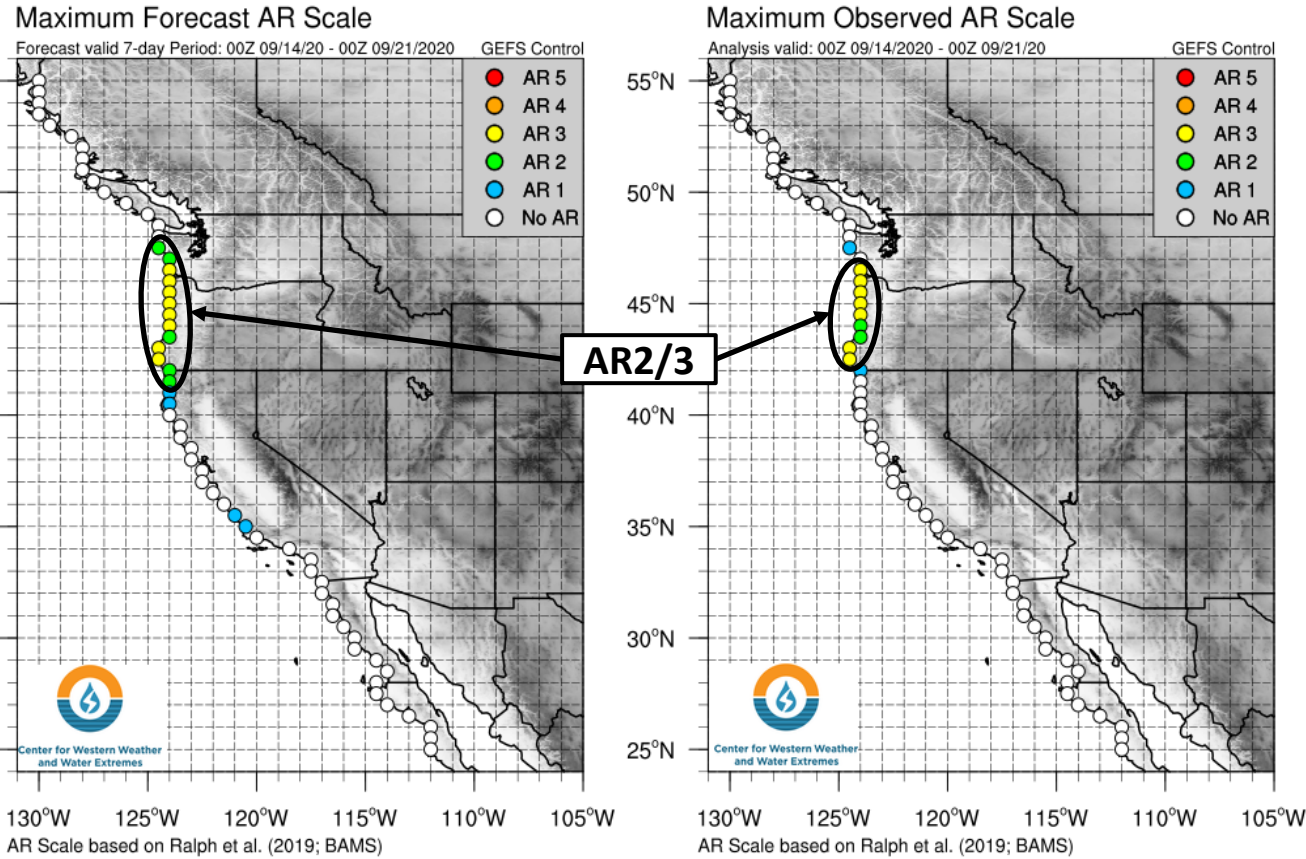 Maximum Forecast AR Scale
Forecast valid 7-day Period: 00Z 09/14/20 - 00Z 09/21/2020 GEFS Control
AR 5
AR 4
AR 3
AR 2
AR 1
No AR
Center for Western Weather
and Water Extremes
130°W 125°W 120°W 115°W 110°W 105°W
AR Scale based on Ralph et al. (2019; BAMS)
AR2/3
Maximum Observed AR Scale
Analysis valid: 00Z 09/14/2020 - 00Z 09/21/20 GEFS Control
AR 5
AR 4
AR 3
AR 2
AR 1
No AR
55°N
50°N
45°N
40°N
35°N
30°N
25°N
Center for Western Weather
and Water Extremes
130°W 125°W 120°W 115°W 110°W 105°W
AR Scale based on Ralph et al. (2019; BAMS)